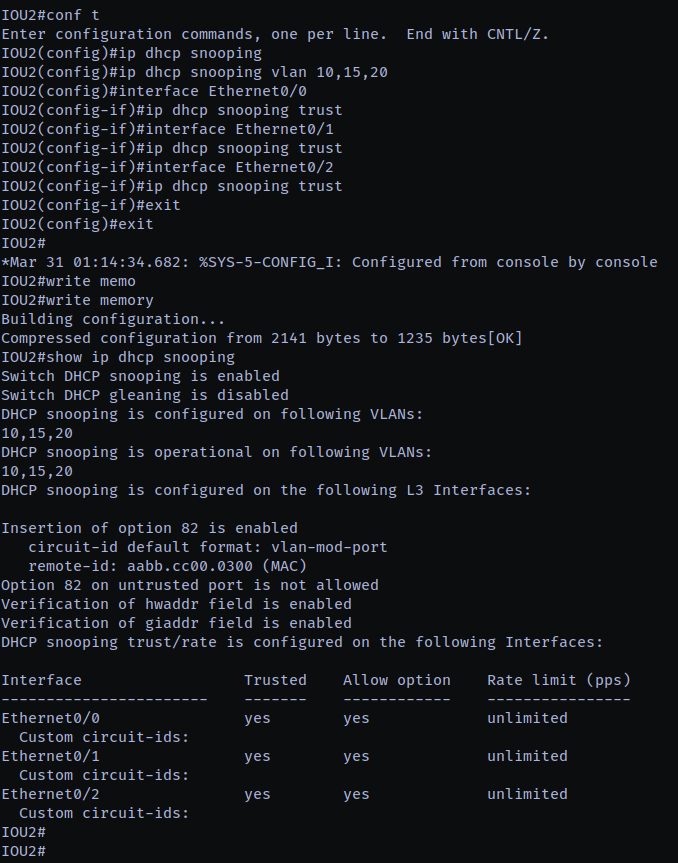 IOU2#conf t
Enter configuration commands, one per line.  End with CNTL/Z.
IOU2(config)#ip dhcp snooping
IOU2(config)#ip dhcp snooping vlan 10,15,20
IOU2(config)#interface Ethernet0/0
IOU2(config-if)#ip dhcp snooping trust
IOU2(config-if)#interface Ethernet0/1
IOU2(config-if)#ip dhcp snooping trust
IOU2(config-if)#interface Ethernet0/2
IOU2(config-if)#ip dhcp snooping trust
IOU2(config-if)#exit
IOU2(config)#exit
IOU2#
*Mar 31 01:14:34.682: %SYS-5-CONFIG_I: Configured from console by console
IOU2#write memo
IOU2#write memory
Building configuration...
Compressed configuration from 2141 bytes to 1235 bytes[OK]
IOU2#show ip dhcp snooping
Switch DHCP snooping is enabled
Switch DHCP gleaning is disabled
DHCP snooping is configured on following VLANs:
10,15,20
DHCP snooping is operational on following VLANs:
10,15,20
DHCP snooping is configured on the following L3 Interfaces:

Insertion of option 82 is enabled
   circuit-id default format: vlan-mod-port
   remote-id: aabb.cc00.0300 (MAC)
Option 82 on untrusted port is not allowed
Verification of hwaddr field is enabled
Verification of giaddr field is enabled
DHCP snooping trust/rate is configured on the following Interfaces:

Interface                  Trusted    Allow option    Rate limit (pps)
-----------------------    -------    ------------    ----------------
Ethernet0/0                yes        yes             unlimited
  Custom circuit-ids:
Ethernet0/1                yes        yes             unlimited
  Custom circuit-ids:
Ethernet0/2                yes        yes             unlimited
  Custom circuit-ids:
IOU2#
IOU2#